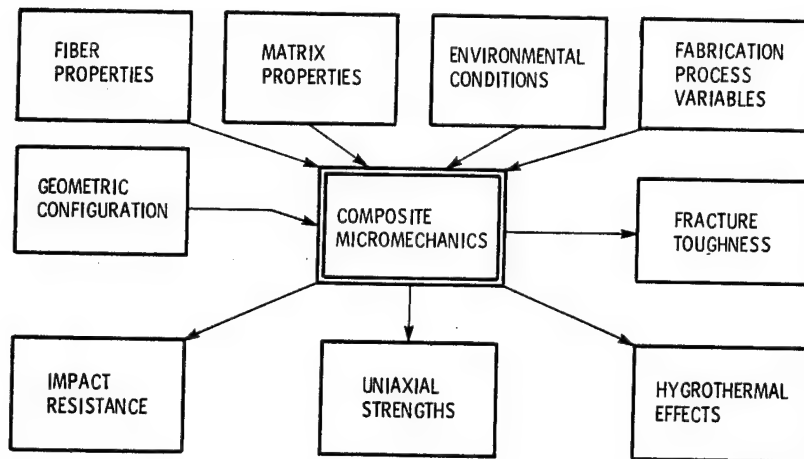 FIBER
PROPERTIES
MATRIX
PROPERTIES
ENVIRONMENTAL
CONDITIONS
FABRICATION
PROCESS
VARIABLES
GEOMETRIC
CONFIGURATION
COMPOSITE
MICROMECHANICS
FRACTURE
TOUGHNESS
IMPACT
RESISTANCE
UNIAXIAL
STRENGTHS
HYGROTHERMAL
EFFECTS